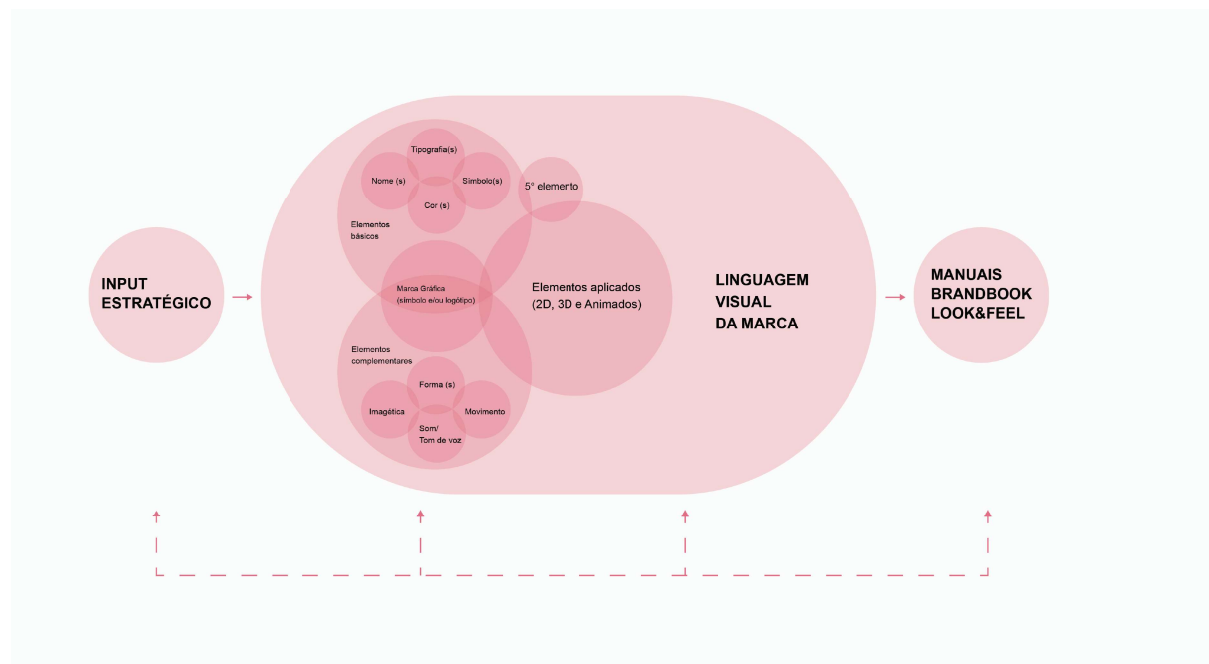 INPUT
ESTRATÉGICO
Tipografia(s)
Nome (s)
Símbolo(s)
Cor (s)
Elementos
básicos
5° elemerto
Marca Gráfica
(símbolo e/ou logótipo)
Elementos aplicados
(2D, 3D e Animados)
Elementos
complementares
Forma (s)
Imagética
Movimento
Som/
Tom de voz
LINGUAGEM
VISUAL
DA MARCA
MANUAIS
BRANDBOOK
LOOK&FEEL